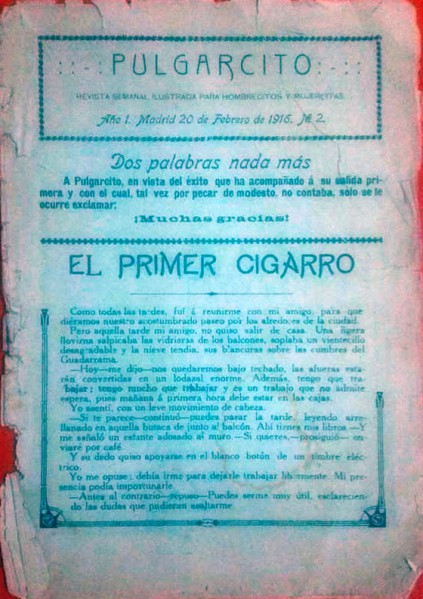 PULGARCITO
REVISTA SEMANAL ILUSTRADA PARA HOMBRECITOS Y MUJERCITAS
Año 1. Madrid 20 de Febrero de 1916. № 2.
Dos palabras nada más
A Pulgarcito, en vista del éxito que ha acompañado á su salida pri-
mera y con el cual, tal vez por pecar de modesto, no contaba, solo se le
ocurre exclamar:
¡Muchas gracias!
EL PRIMER CIGARRO
Como todas las tardes, fuí á reunirme con mi amigo, para que
diéramos nuestro acostumbrado paseo por los alrededores de la ciudad.
Pero aquella tarde mi amigo, no quiso salir de casa. Una ligera
llovizna salpicaba las vidrieras de los balcones, soplaba un vientecillo
desagradable y la nieve tendía, sus blancuras sobre las cumbres del
Guadarrama.
—Hoy—me dijo—nos quedaremos bajo techado, las afueras esta-
rán convertidas en un lodazal enorme. Además, tengo que tra-
bajar; tengo mucho que trabajar y es un trabajo que no admite
espera, pues mañana á primera hora debe estar en las cajas.
Yo asentí, con un leve movimiento de cabeza.
—Si te parece—continuó—puedes pasar la tarde, leyendo arre-
llanado en aquella butaca de junto al balcón. Ahí tienes mis libros—Y
me señaló un estante adosado al muro.—Si quieres,—prosiguió— en
viaré por café.
Y su dedo quiso apoyarse en el blanco botón de un timbre eléc-
trico.
Yo me opuse; debía irme para dejarle trabajar libremente. Mi pre-
sencia podía importunarle.
—Antes al contrario—repuso—Puedes serme muy útil, esclarecien-
do las dudas que pudieran asaltarme.